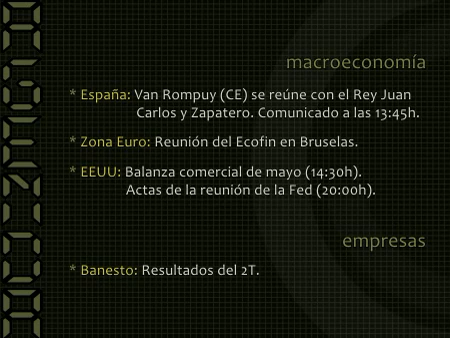 macroeconomía
* España: Van Rompuy (CE) se reúne con el Rey Juan
Carlos y Zapatero. Comunicado a las 13:45h.
* Zona Euro: Reunión del Ecofin en Bruselas.
* EEUU: Balanza comercial de mayo (14:30h).
Actas de la reunión de la Fed (20:00h).
empresas
* Banesto: Resultados del 2T.